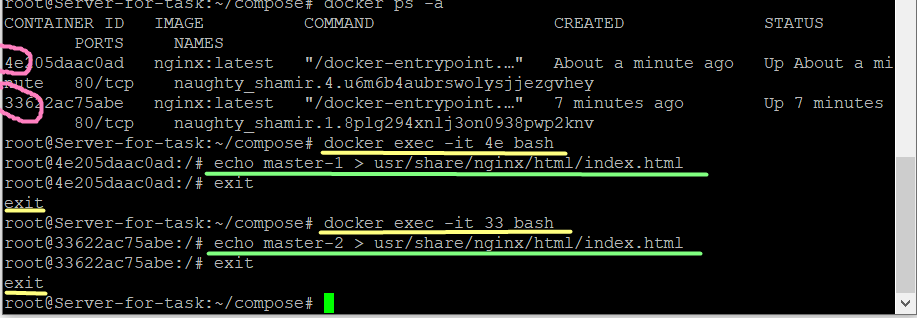 root@Server-for-task:~/compose# docker ps -a
CONTAINER ID   IMAGE          COMMAND                  CREATED              STATUS
       PORTS     NAMES
4e205daac0ad   nginx:latest   "/docker-entrypoint.…"   About a minute ago   Up About a mi
nute   80/tcp    naughty_shamir.4.u6m6b4aubrswolysjjezgvhey
33622ac75abe   nginx:latest   "/docker-entrypoint.…"   7 minutes ago        Up 7 minutes
       80/tcp    naughty_shamir.1.8plg294xnlj3on0938pwp2knv
root@Server-for-task:~/compose# docker exec -it 4e bash
root@4e205daac0ad:/# echo master-1 > usr/share/nginx/html/index.html
root@4e205daac0ad:/# exit
exit
root@Server-for-task:~/compose# docker exec -it 33 bash
root@33622ac75abe:/# echo master-2 > usr/share/nginx/html/index.html
root@33622ac75abe:/# exit
exit
root@Server-for-task:~/compose#